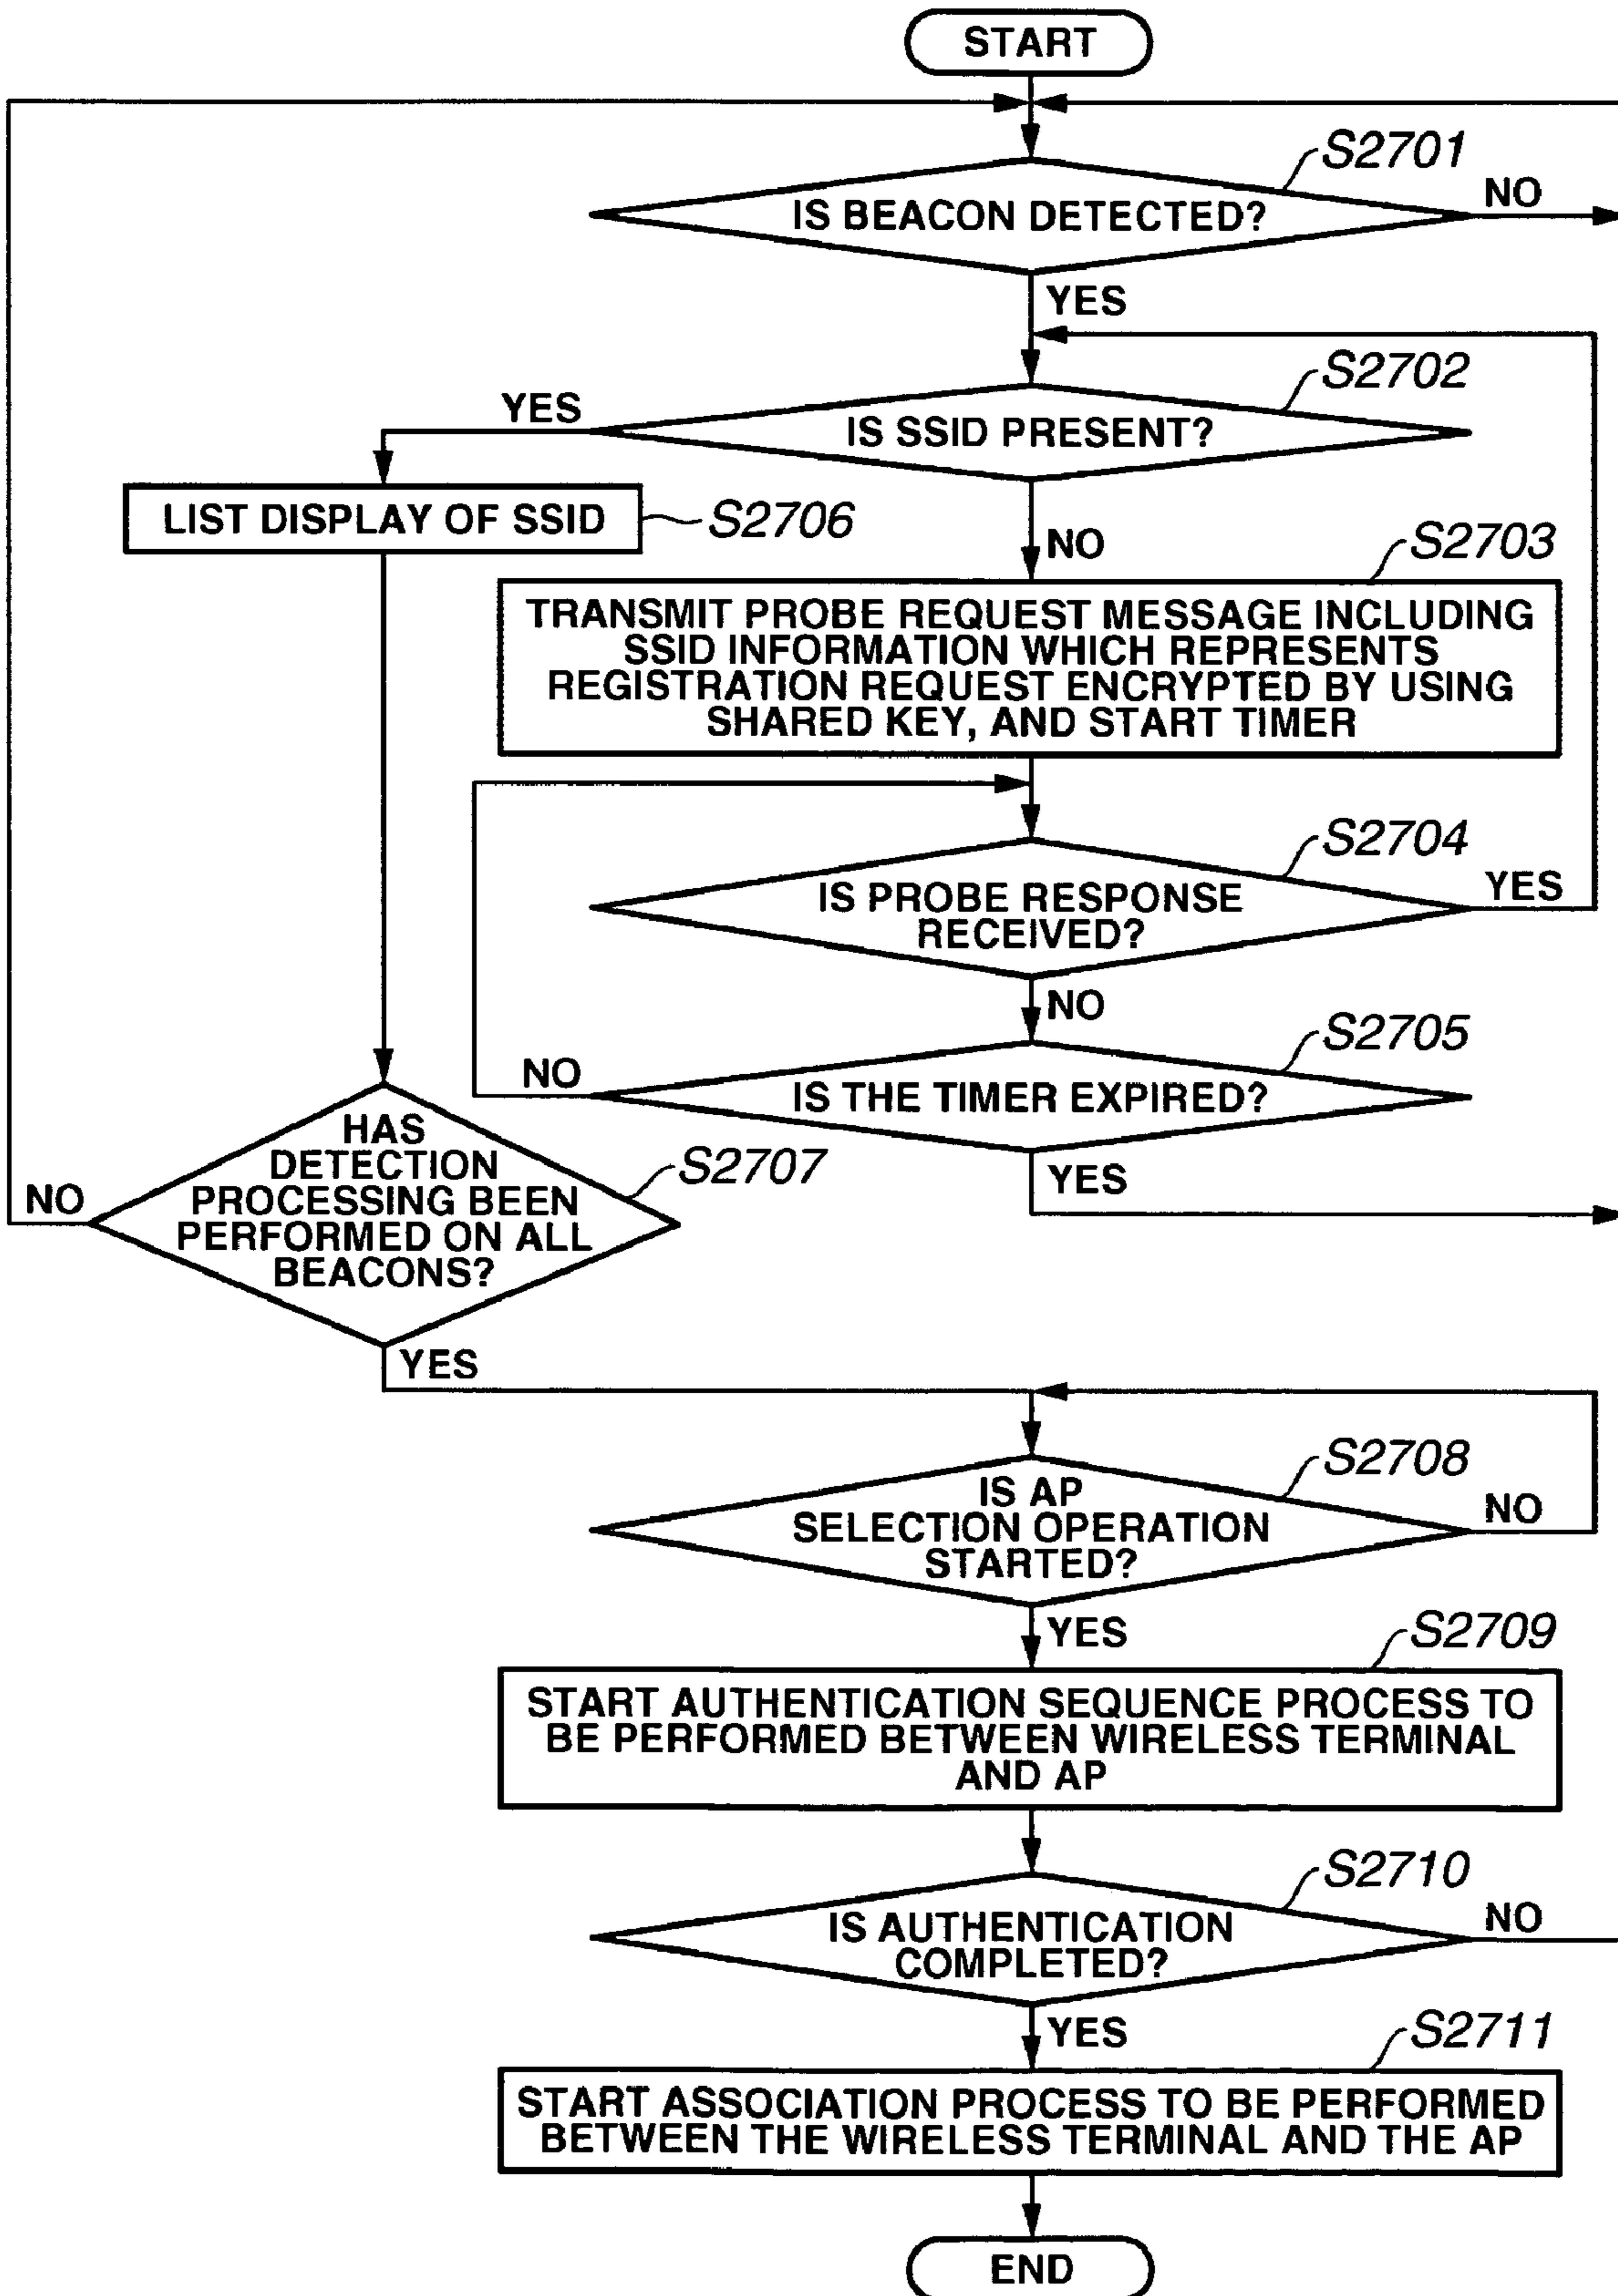 START
S2701
IS BEACON DETECTED?
NO
YES
S2702
YES
IS SSID PRESENT?
LIST DISPLAY OF SSID
S2706
NO
S2703
TRANSMIT PROBE REQUEST MESSAGE INCLUDING
SSID INFORMATION WHICH REPRESENTS
REGISTRATION REQUEST ENCRYPTED BY USING
SHARED KEY, AND START TIMER
S2704
IS PROBE RESPONSE
RECEIVED?
YES
NO
S2705
NO
IS THE TIMER EXPIRED?
YES
HAS
DETECTION
PROCESSING BEEN
PERFORMED ON ALL
BEACONS?
S2707
NO
YES
S2708
IS AP
SELECTION OPERATION
STARTED?
NO
YES
S2709
START AUTHENTICATION SEQUENCE PROCESS TO
BE PERFORMED BETWEEN WIRELESS TERMINAL
AND AP
S2710
IS AUTHENTICATION
COMPLETED?
NO
YES
S2711
START ASSOCIATION PROCESS TO BE PERFORMED
BETWEEN THE WIRELESS TERMINAL AND THE AP
END